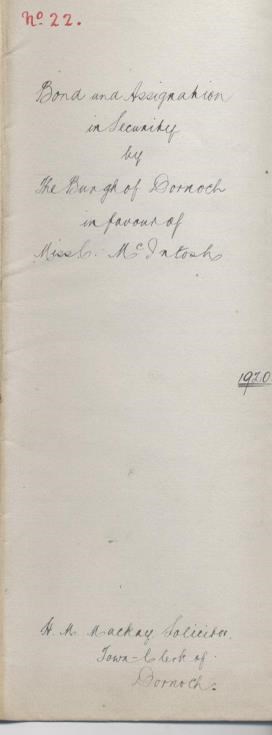 No. 22.
Bond and Assignation
in Security
by
The Burgh of Dornoch
in favour of
Miss C. McIntosh
1920.
H. M. Mackay Solicitor.
Town-Clerk of
Dornoch.